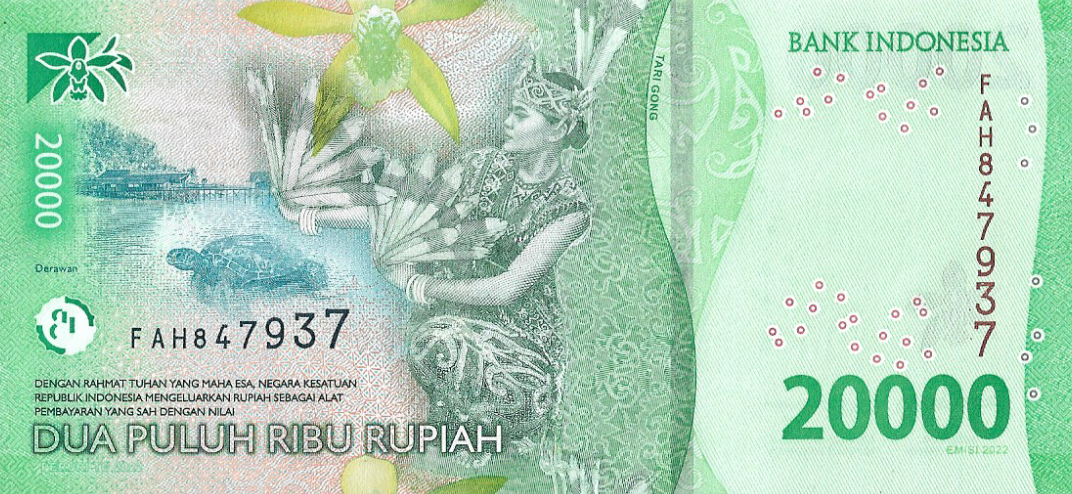 BANK INDONESIA
TARI GONG
FAH847937
20000
Derawan
FAH847937
DENGAN RAHMAT TUHAN YANG MAHA ESA, NEGARA KESATUAN
REPUBLIK INDONESIA MENGELUARKAN RUPIAH SEBAGAI ALAT
PEMBAYARAN YANG SAH DENGAN NILAI
DUA PULUH RIBU RUPIAH
20000
EMISI 2022